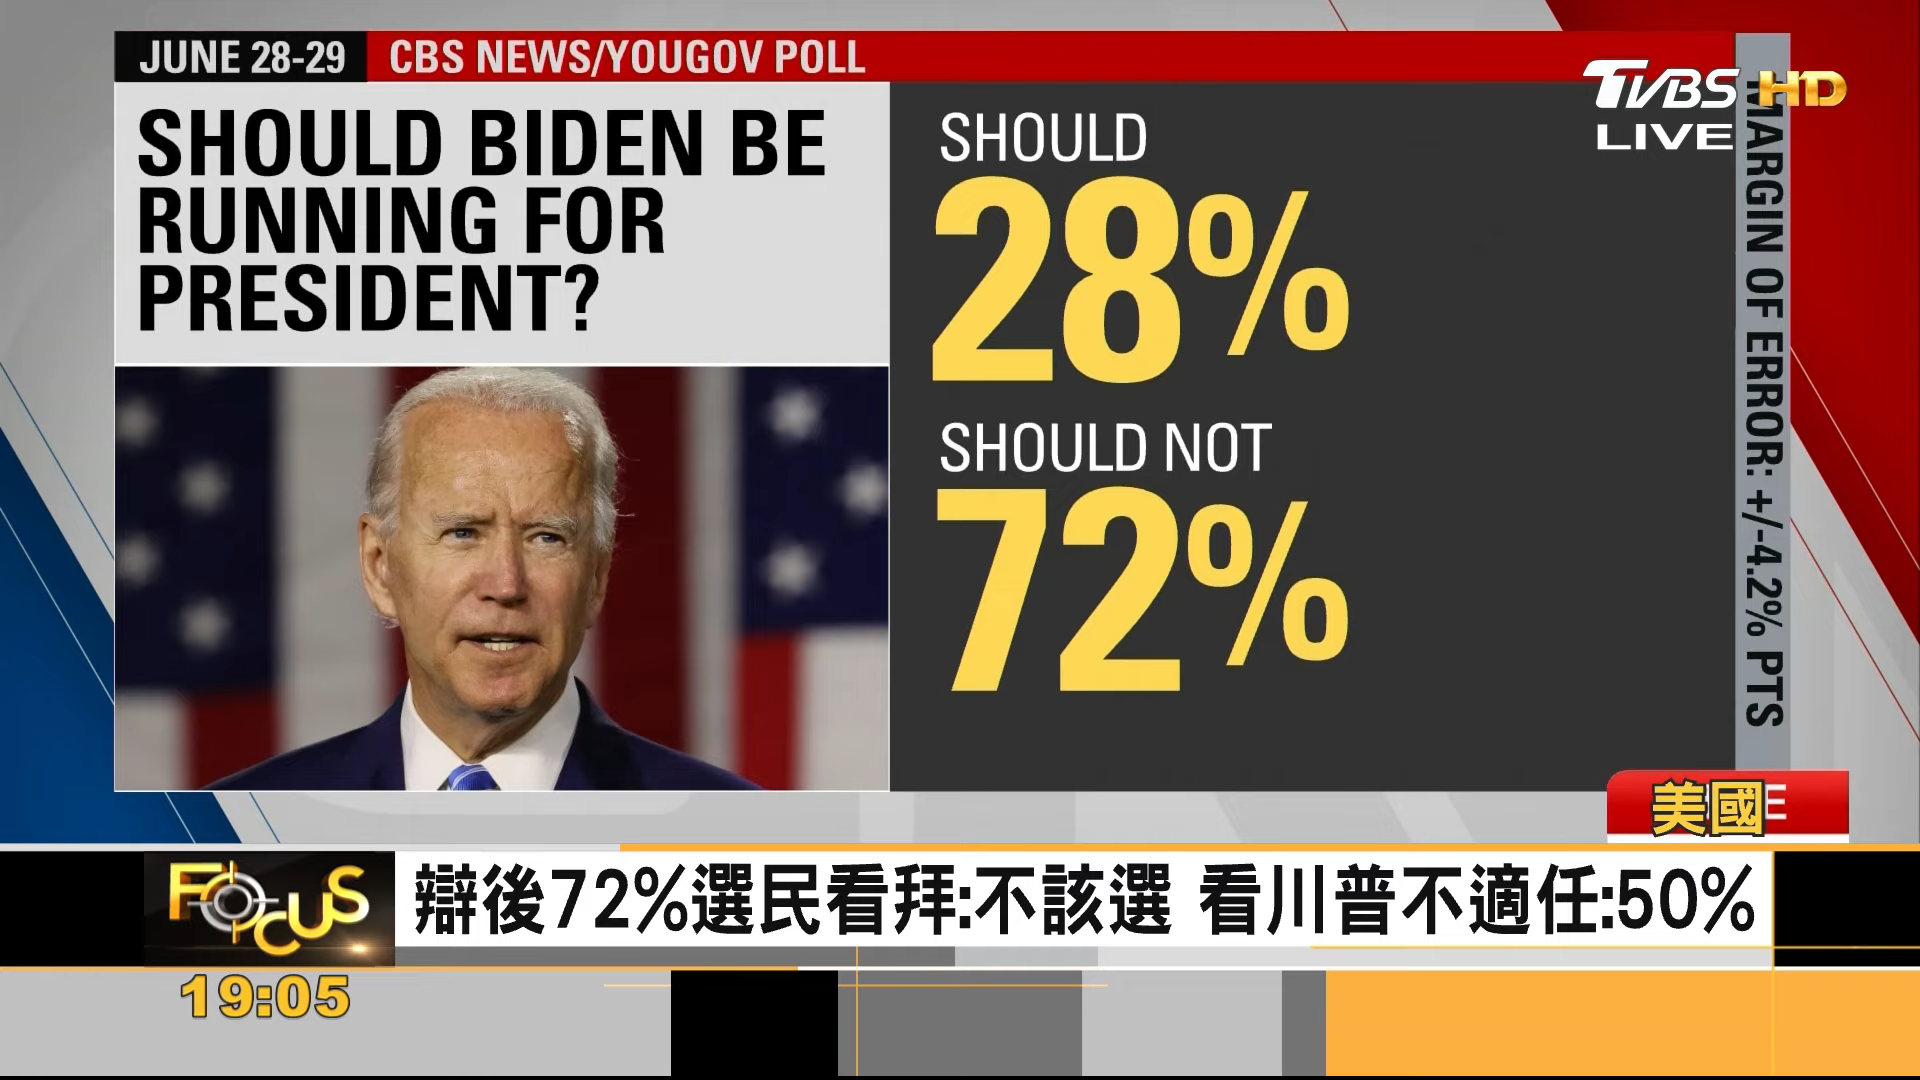 JUNE 28-29
CBS NEWS/YOUGOV POLL
TVBS HD
LIVE
SHOULD BIDEN BE
RUNNING FOR
PRESIDENT?
SHOULD
28%
SHOULD NOT
72%
MARGIN OF ERROR: +/-4.2% PTS
美國
FOCUS
辯後72%選民看拜:不該選 看川普不適任:50%
19:05